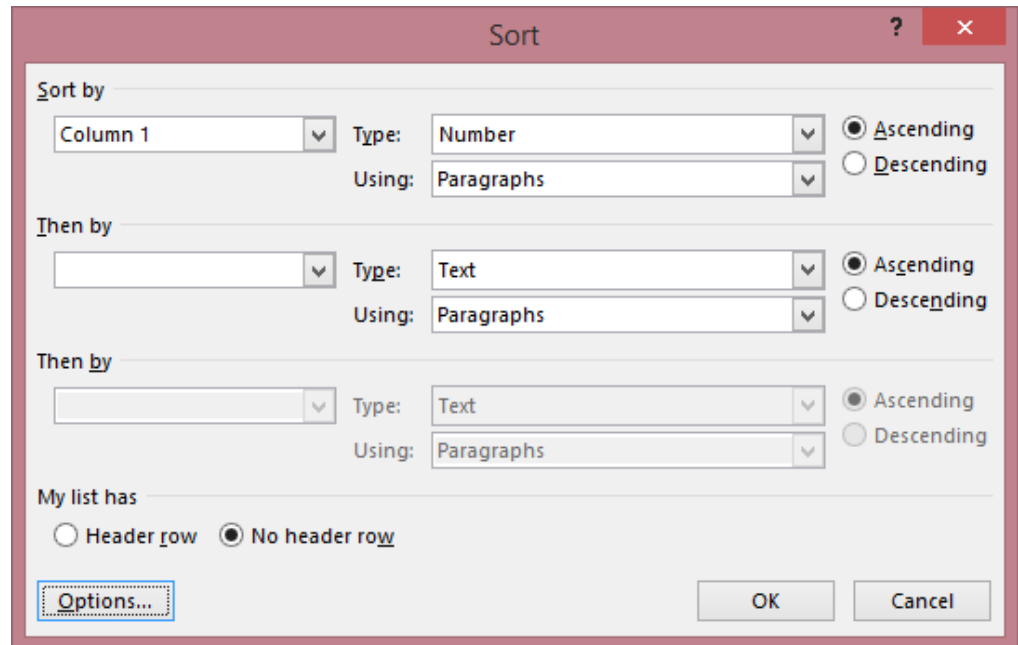 Sort ? ×
Sort by
Column 1 Type: Number Ascending
Using: Paragraphs Descending
Then by
Type: Text Ascending
Using: Paragraphs Descending
Then by
Type: Text Ascending
Using: Paragraphs Descending
My list has
Header row No header row
Options... OK Cancel